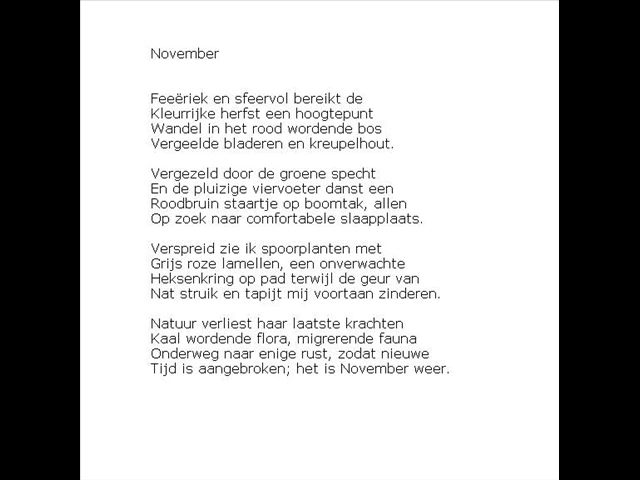 November
Feeëriek en sfeervol bereikt de
Kleurrijke herfst een hoogtepunt
Wandel in het rood wordende bos
Vergeelde bladeren en kreupelhout.
Vergezeld door de groene specht
En de pluizige viervoeter danst een
Roodbruin staartje op boomtak, allen
Op zoek naar comfortabele slaapplaats.
Verspreid zie ik spoorplanten met
Grijs roze lamellen, een onverwachte
Heksenkring op pad terwijl de geur van
Nat struik en tapijt mij voortaan zinderen.
Natuur verliest haar laatste krachten
Kaal wordende flora, migrerende fauna
Onderweg naar enige rust, zodat nieuwe
Tijd is aangebroken; het is November weer.